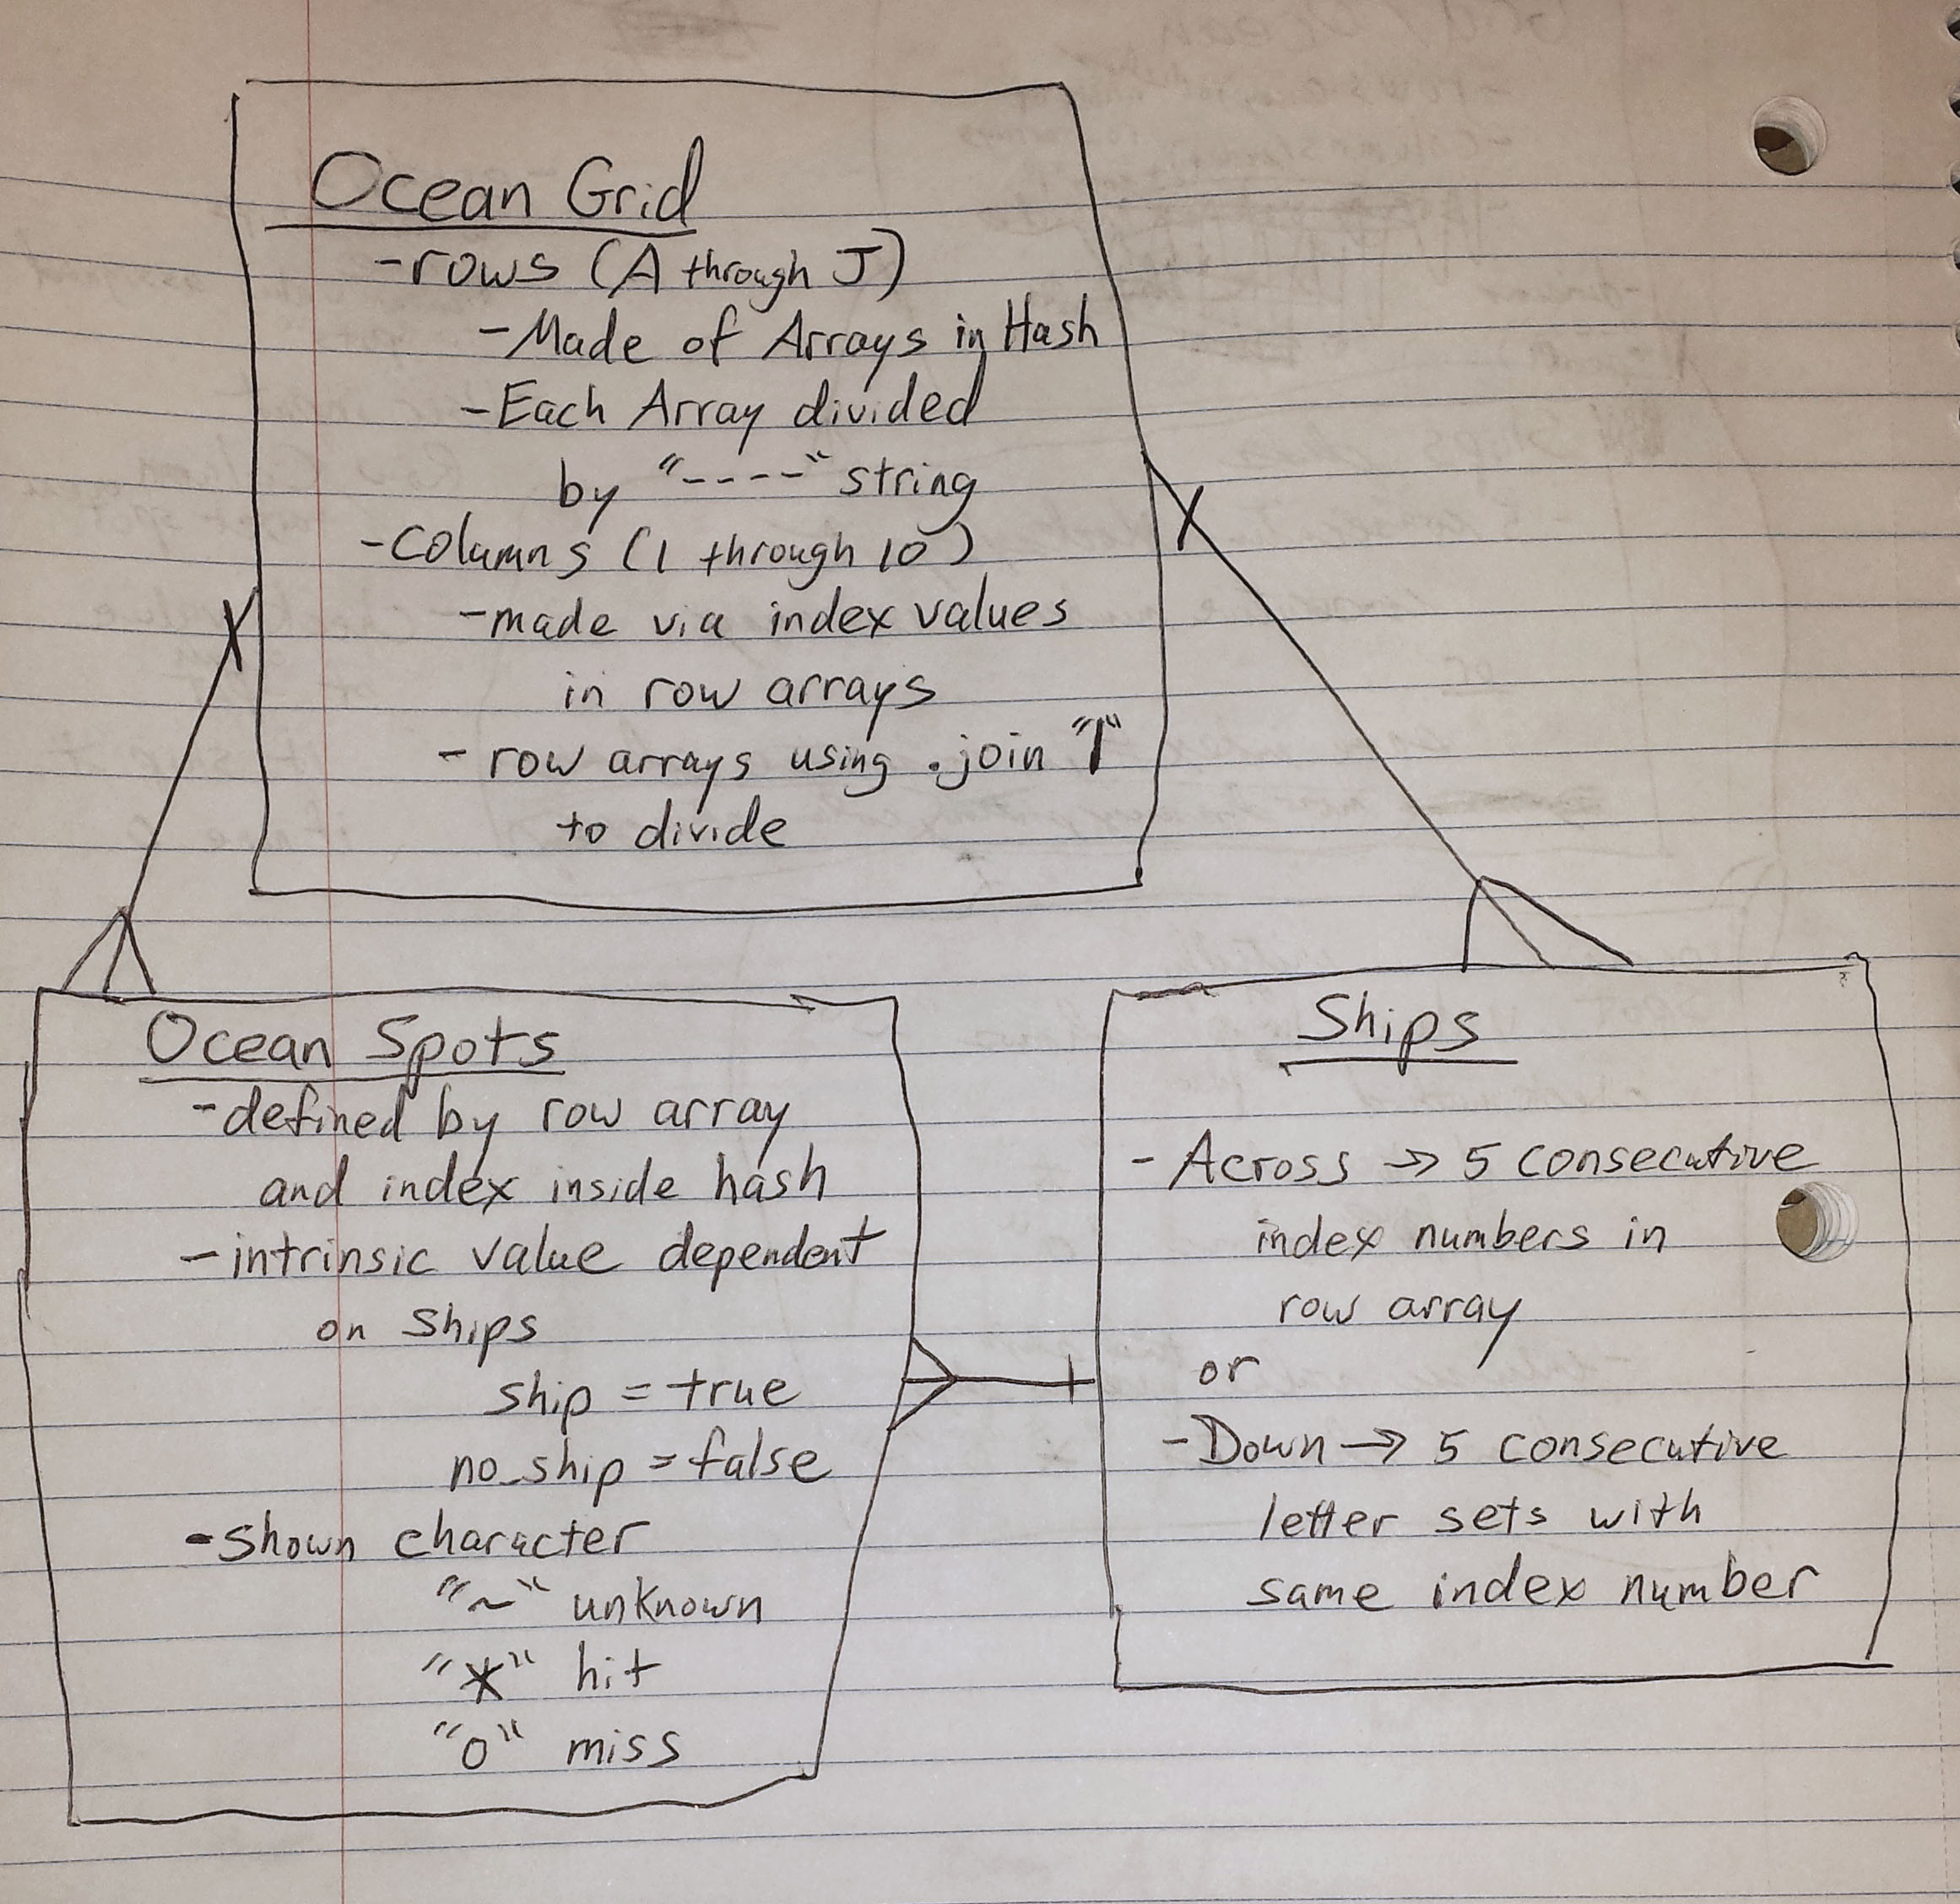 Ocean Grid
-rows (A through J)
-Made of Arrays in Hash
-Each Array divided
by "----" string
-Columns (1 through 10)
-made via index values
in row arrays
- row arrays using .join "|"
to divide
Ocean Spots
-defined by row array
and index inside hash
-intrinsic value dependent
on ships
ship = true
no_ship = false
-shown character
"~" unknown
"*" hit
"O" miss
Ships
- Across → 5 consecutive
index numbers in
row array
or
-Down → 5 consecutive
letter sets with
same index number